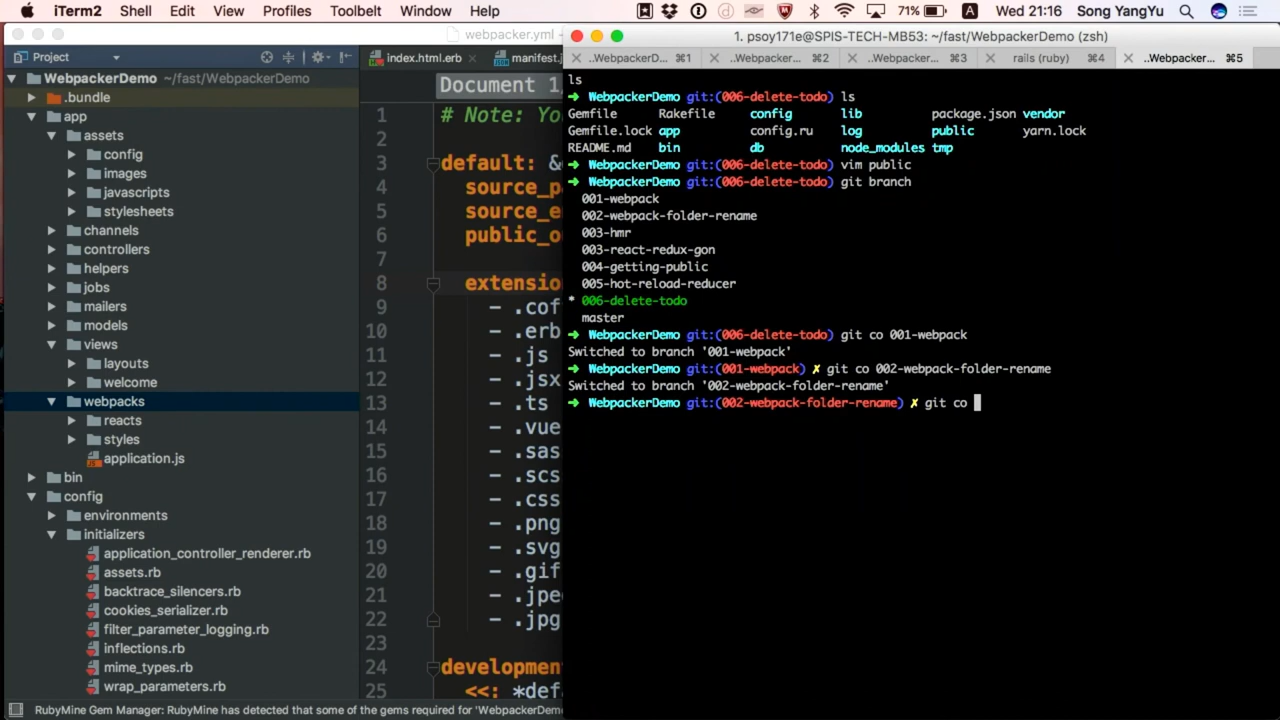 iTerm2 Shell Edit View Profiles Toolbelt Window Help 71% A Wed 21:16 Song YangYu
webpacker.yml
1. psoy171e@SPIS-TECH-MB53: ~/fast/WebpackerDemo (zsh)
Project
index.html.erb
manifest.j
..WebpackerD... ⌘1 ..Webpacker... ⌘2 ..Webpacker... ⌘3 rails (ruby) ⌘4 ..Webpacker... ⌘5
WebpackerDemo ~/fast/WebpackerDemo
.bundle
app
assets
config
images
javascripts
stylesheets
channels
controllers
helpers
jobs
mailers
models
views
layouts
welcome
webpacks
reacts
styles
application.js
bin
config
environments
initializers
application_controller_renderer.rb
assets.rb
backtrace_silencers.rb
cookies_serializer.rb
filter_parameter_logging.rb
inflections.rb
mime_types.rb
wrap_parameters.rb
Document 1
1 # Note: Yo
2
3 default: &
4 source_p
5 source_e
6 public_o
7
8 extension
9 - .cof
10 - .erb
11 - .js
12 - .jsx
13 - .ts
14 - .vue
15 - .sas
16 - .scs
17 - .css
18 - .png
19 - .svg
20 - .gif
21 - .jpe
22 - .jpg
23
24 developmen
25 <<: *def
ls
➜ WebpackerDemo git:(006-delete-todo) ls
Gemfile Rakefile config lib package.json vendor
Gemfile.lock app config.ru log public yarn.lock
README.md bin db node_modules tmp
➜ WebpackerDemo git:(006-delete-todo) vim public
➜ WebpackerDemo git:(006-delete-todo) git branch
001-webpack
002-webpack-folder-rename
003-hmr
003-react-redux-gon
004-getting-public
005-hot-reload-reducer
* 006-delete-todo
master
➜ WebpackerDemo git:(006-delete-todo) git co 001-webpack
Switched to branch '001-webpack'
➜ WebpackerDemo git:(001-webpack) ✗ git co 002-webpack-folder-rename
Switched to branch '002-webpack-folder-rename'
➜ WebpackerDemo git:(002-webpack-folder-rename) ✗ git co
RubyMine Gem Manager: RubyMine has detected that some of the gems required for 'WebpackerDem